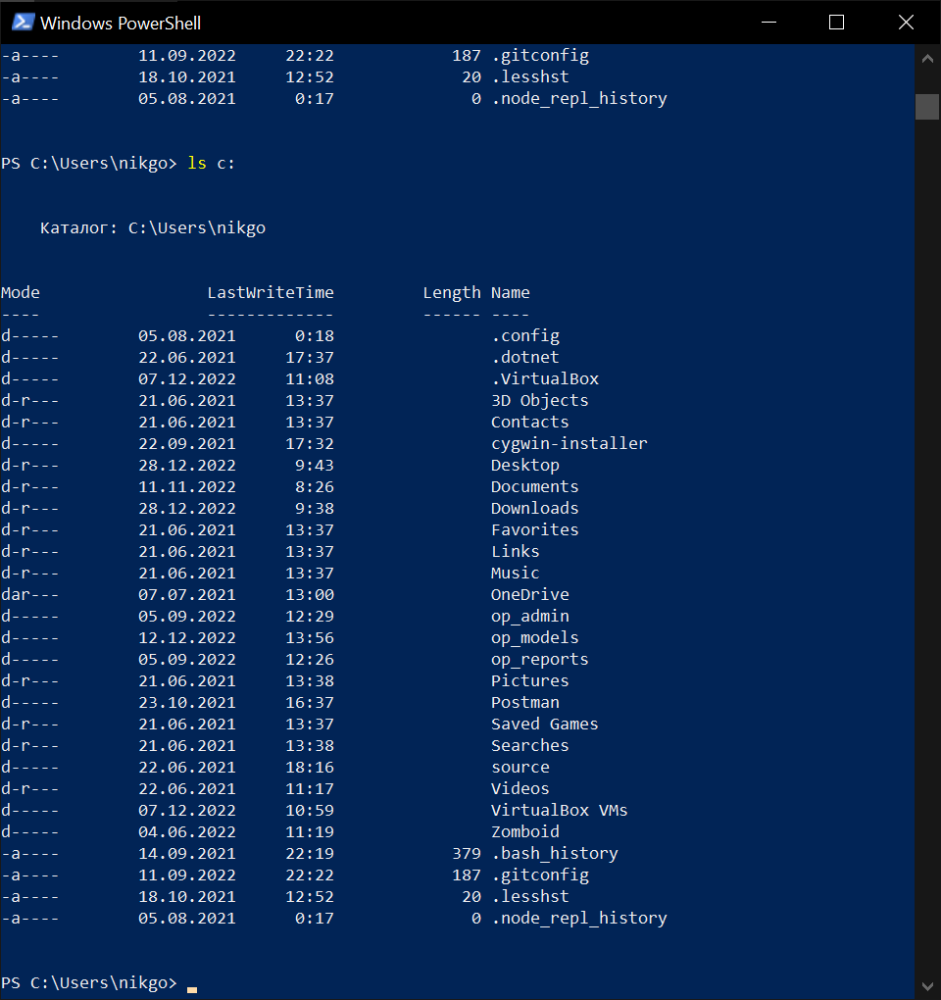 Windows PowerShell
-a---- 11.09.2022 22:22 187 .gitconfig
-a---- 18.10.2021 12:52 20 .lesshst
-a---- 05.08.2021 0:17 0 .node_repl_history
PS C:\Users\nikgo> ls c:
Каталог: C:\Users\nikgo
Mode LastWriteTime Length Name
---- ------------- ------ ----
d----- 05.08.2021 0:18 .config
d----- 22.06.2021 17:37 .dotnet
d----- 07.12.2022 11:08 .VirtualBox
d-r--- 21.06.2021 13:37 3D Objects
d-r--- 21.06.2021 13:37 Contacts
d----- 22.09.2021 17:32 cygwin-installer
d-r--- 28.12.2022 9:43 Desktop
d-r--- 11.11.2022 8:26 Documents
d-r--- 28.12.2022 9:38 Downloads
d-r--- 21.06.2021 13:37 Favorites
d-r--- 21.06.2021 13:37 Links
d-r--- 21.06.2021 13:37 Music
dar--- 07.07.2021 13:00 OneDrive
d----- 05.09.2022 12:29 op_admin
d----- 12.12.2022 13:56 op_models
d----- 05.09.2022 12:26 op_reports
d-r--- 21.06.2021 13:38 Pictures
d----- 23.10.2021 16:37 Postman
d-r--- 21.06.2021 13:37 Saved Games
d-r--- 21.06.2021 13:38 Searches
d----- 22.06.2021 18:16 source
d-r--- 22.06.2021 11:17 Videos
d----- 07.12.2022 10:59 VirtualBox VMs
d----- 04.06.2022 11:19 Zomboid
-a---- 14.09.2021 22:19 379 .bash_history
-a---- 11.09.2022 22:22 187 .gitconfig
-a---- 18.10.2021 12:52 20 .lesshst
-a---- 05.08.2021 0:17 0 .node_repl_history
PS C:\Users\nikgo>